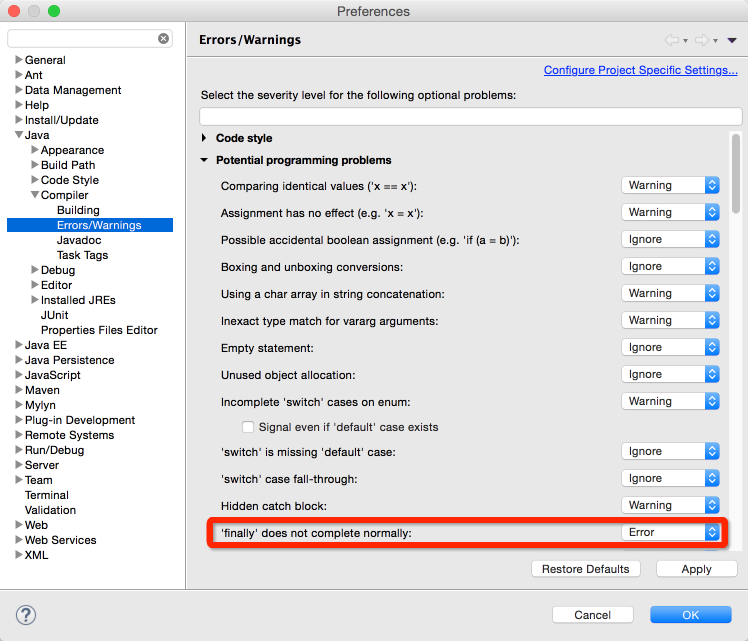 Preferences
Errors/Warnings
Configure Project Specific Settings...
Select the severity level for the following optional problems:
General
Ant
Data Management
Help
Install/Update
Java
Appearance
Build Path
Code Style
Compiler
Building
Errors/Warnings
Javadoc
Task Tags
Debug
Editor
Installed JREs
JUnit
Properties Files Editor
Java EE
Java Persistence
JavaScript
Maven
Mylyn
Plug-in Development
Remote Systems
Run/Debug
Server
Team
Terminal
Validation
Web
Web Services
XML
Code style
Potential programming problems
Comparing identical values ('x == x'): Warning
Assignment has no effect (e.g. 'x = x'): Warning
Possible accidental boolean assignment (e.g. 'if (a = b)'): Ignore
Boxing and unboxing conversions: Ignore
Using a char array in string concatenation: Warning
Inexact type match for vararg arguments: Warning
Empty statement: Ignore
Unused object allocation: Ignore
Incomplete 'switch' cases on enum: Warning
Signal even if 'default' case exists
'switch' is missing 'default' case: Ignore
'switch' case fall-through: Ignore
Hidden catch block: Warning
'finally' does not complete normally: Error
Restore Defaults Apply
? Cancel OK